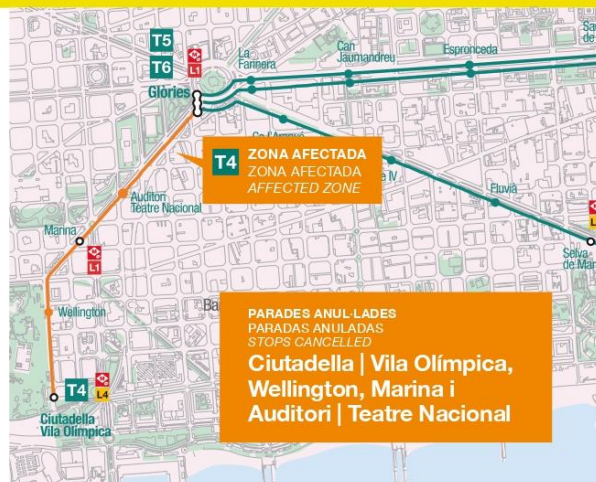 T5
T6
L1
Glòries
La
Farinera
Can
Jaumandreu
Espronceda
T4
ZONA AFECTADA
ZONA AFECTADA
AFFECTED ZONE
Auditori
Teatre Nacional
Fluvià
Marina
L1
Selva
de Mar
Wellington
PARADES ANUL·LADES
PARADAS ANULADAS
STOPS CANCELLED
Ciutadella | Vila Olímpica,
Wellington, Marina i
Auditori | Teatre Nacional
T4
L4
Ciutadella
Vila Olímpica